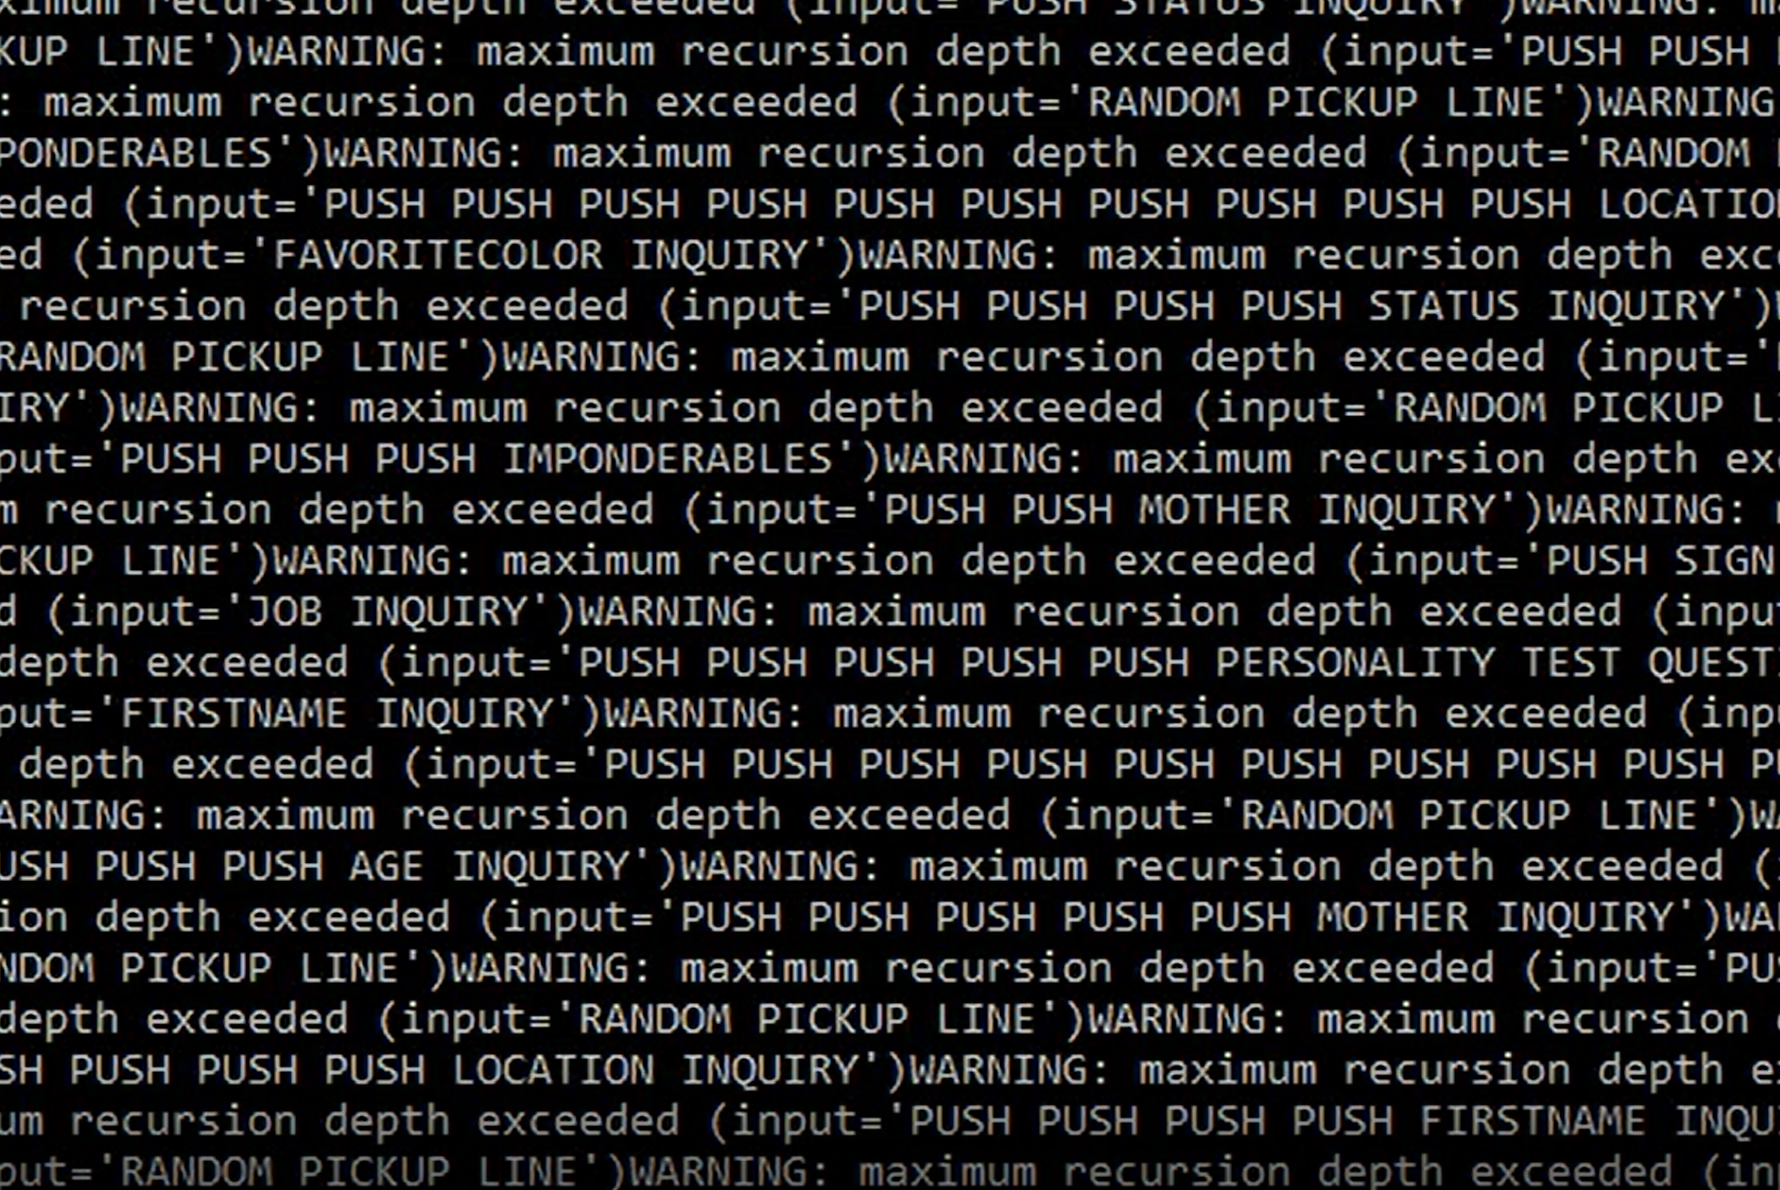 ximum recursion depth exceeded (input='PUSH STATUS INQUIRY')WARNING: ma
KUP LINE')WARNING: maximum recursion depth exceeded (input='PUSH PUSH
: maximum recursion depth exceeded (input='RANDOM PICKUP LINE')WARNING
PONDERABLES')WARNING: maximum recursion depth exceeded (input='RANDOM
eded (input='PUSH PUSH PUSH PUSH PUSH PUSH PUSH PUSH PUSH PUSH LOCATIO
ed (input='FAVORITECOLOR INQUIRY')WARNING: maximum recursion depth exc
recursion depth exceeded (input='PUSH PUSH PUSH PUSH STATUS INQUIRY')
RANDOM PICKUP LINE')WARNING: maximum recursion depth exceeded (input='
IRY')WARNING: maximum recursion depth exceeded (input='RANDOM PICKUP L
put='PUSH PUSH PUSH IMPONDERABLES')WARNING: maximum recursion depth ex
m recursion depth exceeded (input='PUSH PUSH MOTHER INQUIRY')WARNING:
CKUP LINE')WARNING: maximum recursion depth exceeded (input='PUSH SIGN
d (input='JOB INQUIRY')WARNING: maximum recursion depth exceeded (inpu
depth exceeded (input='PUSH PUSH PUSH PUSH PUSH PERSONALITY TEST QUEST
put='FIRSTNAME INQUIRY')WARNING: maximum recursion depth exceeded (inp
depth exceeded (input='PUSH PUSH PUSH PUSH PUSH PUSH PUSH PUSH PUSH P
ARNING: maximum recursion depth exceeded (input='RANDOM PICKUP LINE')WA
USH PUSH PUSH AGE INQUIRY')WARNING: maximum recursion depth exceeded (
ion depth exceeded (input='PUSH PUSH PUSH PUSH PUSH MOTHER INQUIRY')WA
NDOM PICKUP LINE')WARNING: maximum recursion depth exceeded (input='PU
depth exceeded (input='RANDOM PICKUP LINE')WARNING: maximum recursion
SH PUSH PUSH PUSH LOCATION INQUIRY')WARNING: maximum recursion depth e
um recursion depth exceeded (input='PUSH PUSH PUSH PUSH FIRSTNAME INQU
put='RANDOM PICKUP LINE')WARNING: maximum recursion depth exceeded (in